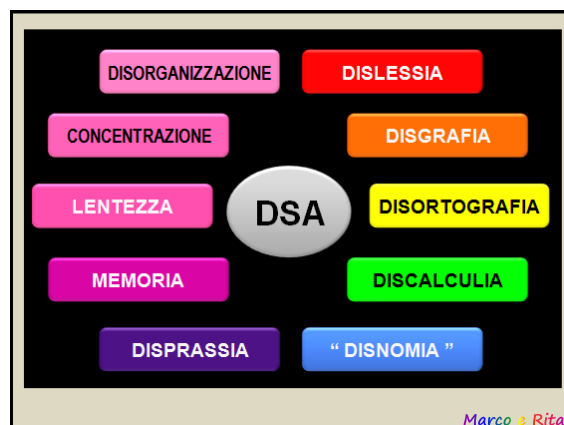 DISORGANIZZAZIONE
DISLESSIA
CONCENTRAZIONE
DISGRAFIA
LENTEZZA
DSA
DISORTOGRAFIA
MEMORIA
DISCALCULIA
DISPRASSIA
“ DISNOMIA ”
Marco e Rita